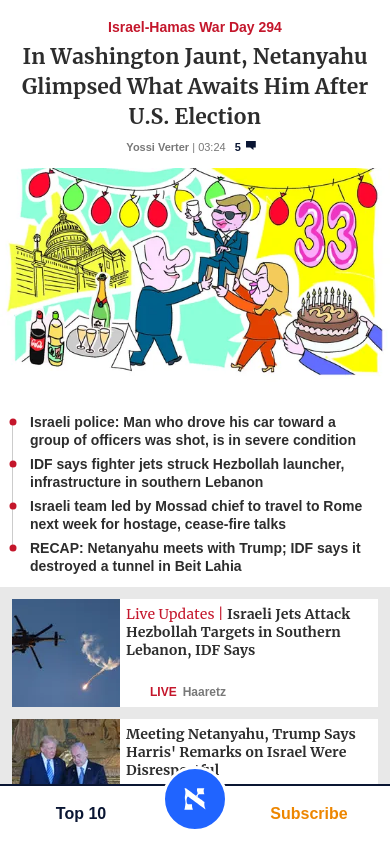 Israel-Hamas War Day 294
In Washington Jaunt, Netanyahu
Glimpsed What Awaits Him After
U.S. Election
Yossi Verter | 03:24 5
33
Israeli police: Man who drove his car toward a
group of officers was shot, is in severe condition
IDF says fighter jets struck Hezbollah launcher,
infrastructure in southern Lebanon
Israeli team led by Mossad chief to travel to Rome
next week for hostage, cease-fire talks
RECAP: Netanyahu meets with Trump; IDF says it
destroyed a tunnel in Beit Lahia
Live Updates | Israeli Jets Attack
Hezbollah Targets in Southern
Lebanon, IDF Says
LIVE Haaretz
Meeting Netanyahu, Trump Says
Harris' Remarks on Israel Were
Disrespectful
Top 10
Subscribe